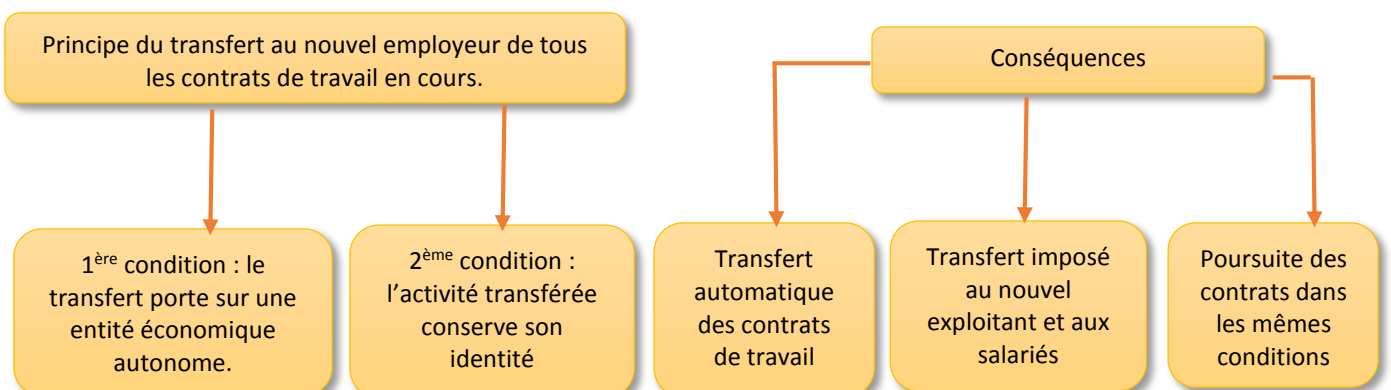 Principe du transfert au nouvel employeur de tous
les contrats de travail en cours.
Conséquences
1ère condition : le
transfert porte sur une
entité économique
autonome.
2ème condition :
l’activité transférée
conserve son
identité
Transfert
automatique
des contrats
de travail
Transfert imposé
au nouvel
exploitant et aux
salariés
Poursuite des
contrats dans
les mêmes
conditions